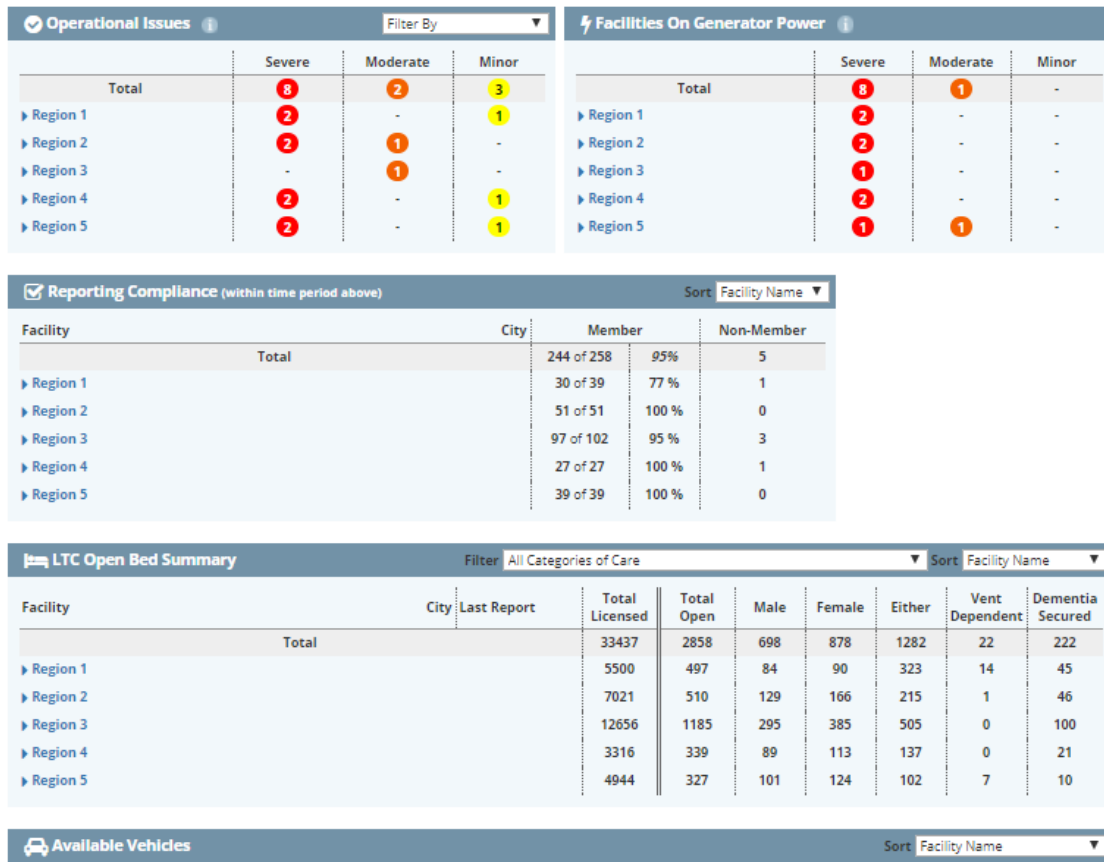 Operational Issues i Filter By ▼
Severe Moderate Minor
Total 8 2 3
Region 1 2 - 1
Region 2 2 1 -
Region 3 - 1 -
Region 4 2 - 1
Region 5 2 - 1
Facilities On Generator Power i
Severe Moderate Minor
Total 8 1 -
Region 1 2 - -
Region 2 2 - -
Region 3 1 - -
Region 4 2 - -
Region 5 1 1 -
Reporting Compliance (within time period above) Sort Facility Name ▼
Facility City Member Non-Member
Total 244 of 258 95% 5
Region 1 30 of 39 77 % 1
Region 2 51 of 51 100 % 0
Region 3 97 of 102 95 % 3
Region 4 27 of 27 100 % 1
Region 5 39 of 39 100 % 0
LTC Open Bed Summary Filter All Categories of Care ▼ Sort Facility Name ▼
Facility City Last Report Total Licensed Total Open Male Female Either Vent Dependent Dementia Secured
Total 33437 2858 698 878 1282 22 222
Region 1 5500 497 84 90 323 14 45
Region 2 7021 510 129 166 215 1 46
Region 3 12656 1185 295 385 505 0 100
Region 4 3316 339 89 113 137 0 21
Region 5 4944 327 101 124 102 7 10
Available Vehicles Sort Facility Name ▼